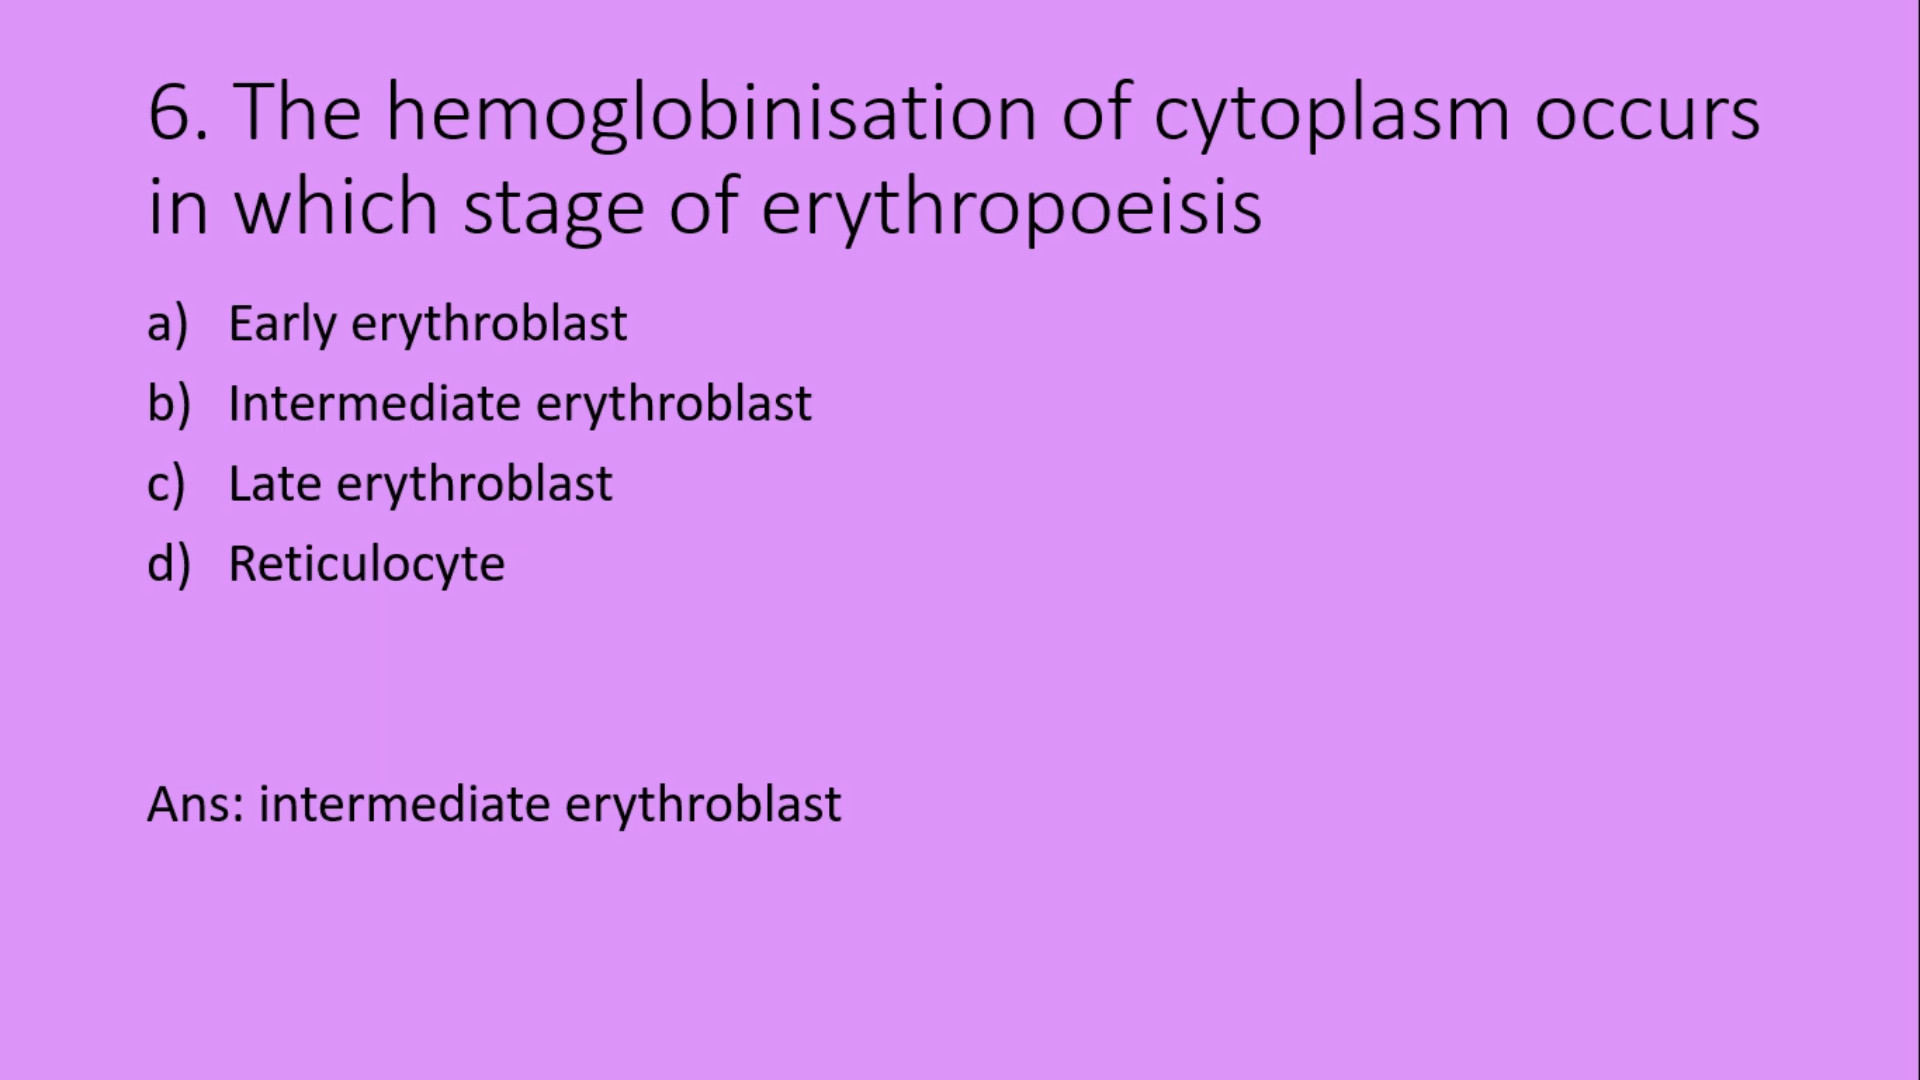 6. The hemoglobinisation of cytoplasm occurs
in which stage of erythropoeisis
a) Early erythroblast
b) Intermediate erythroblast
c) Late erythroblast
d) Reticulocyte
Ans: intermediate erythroblast